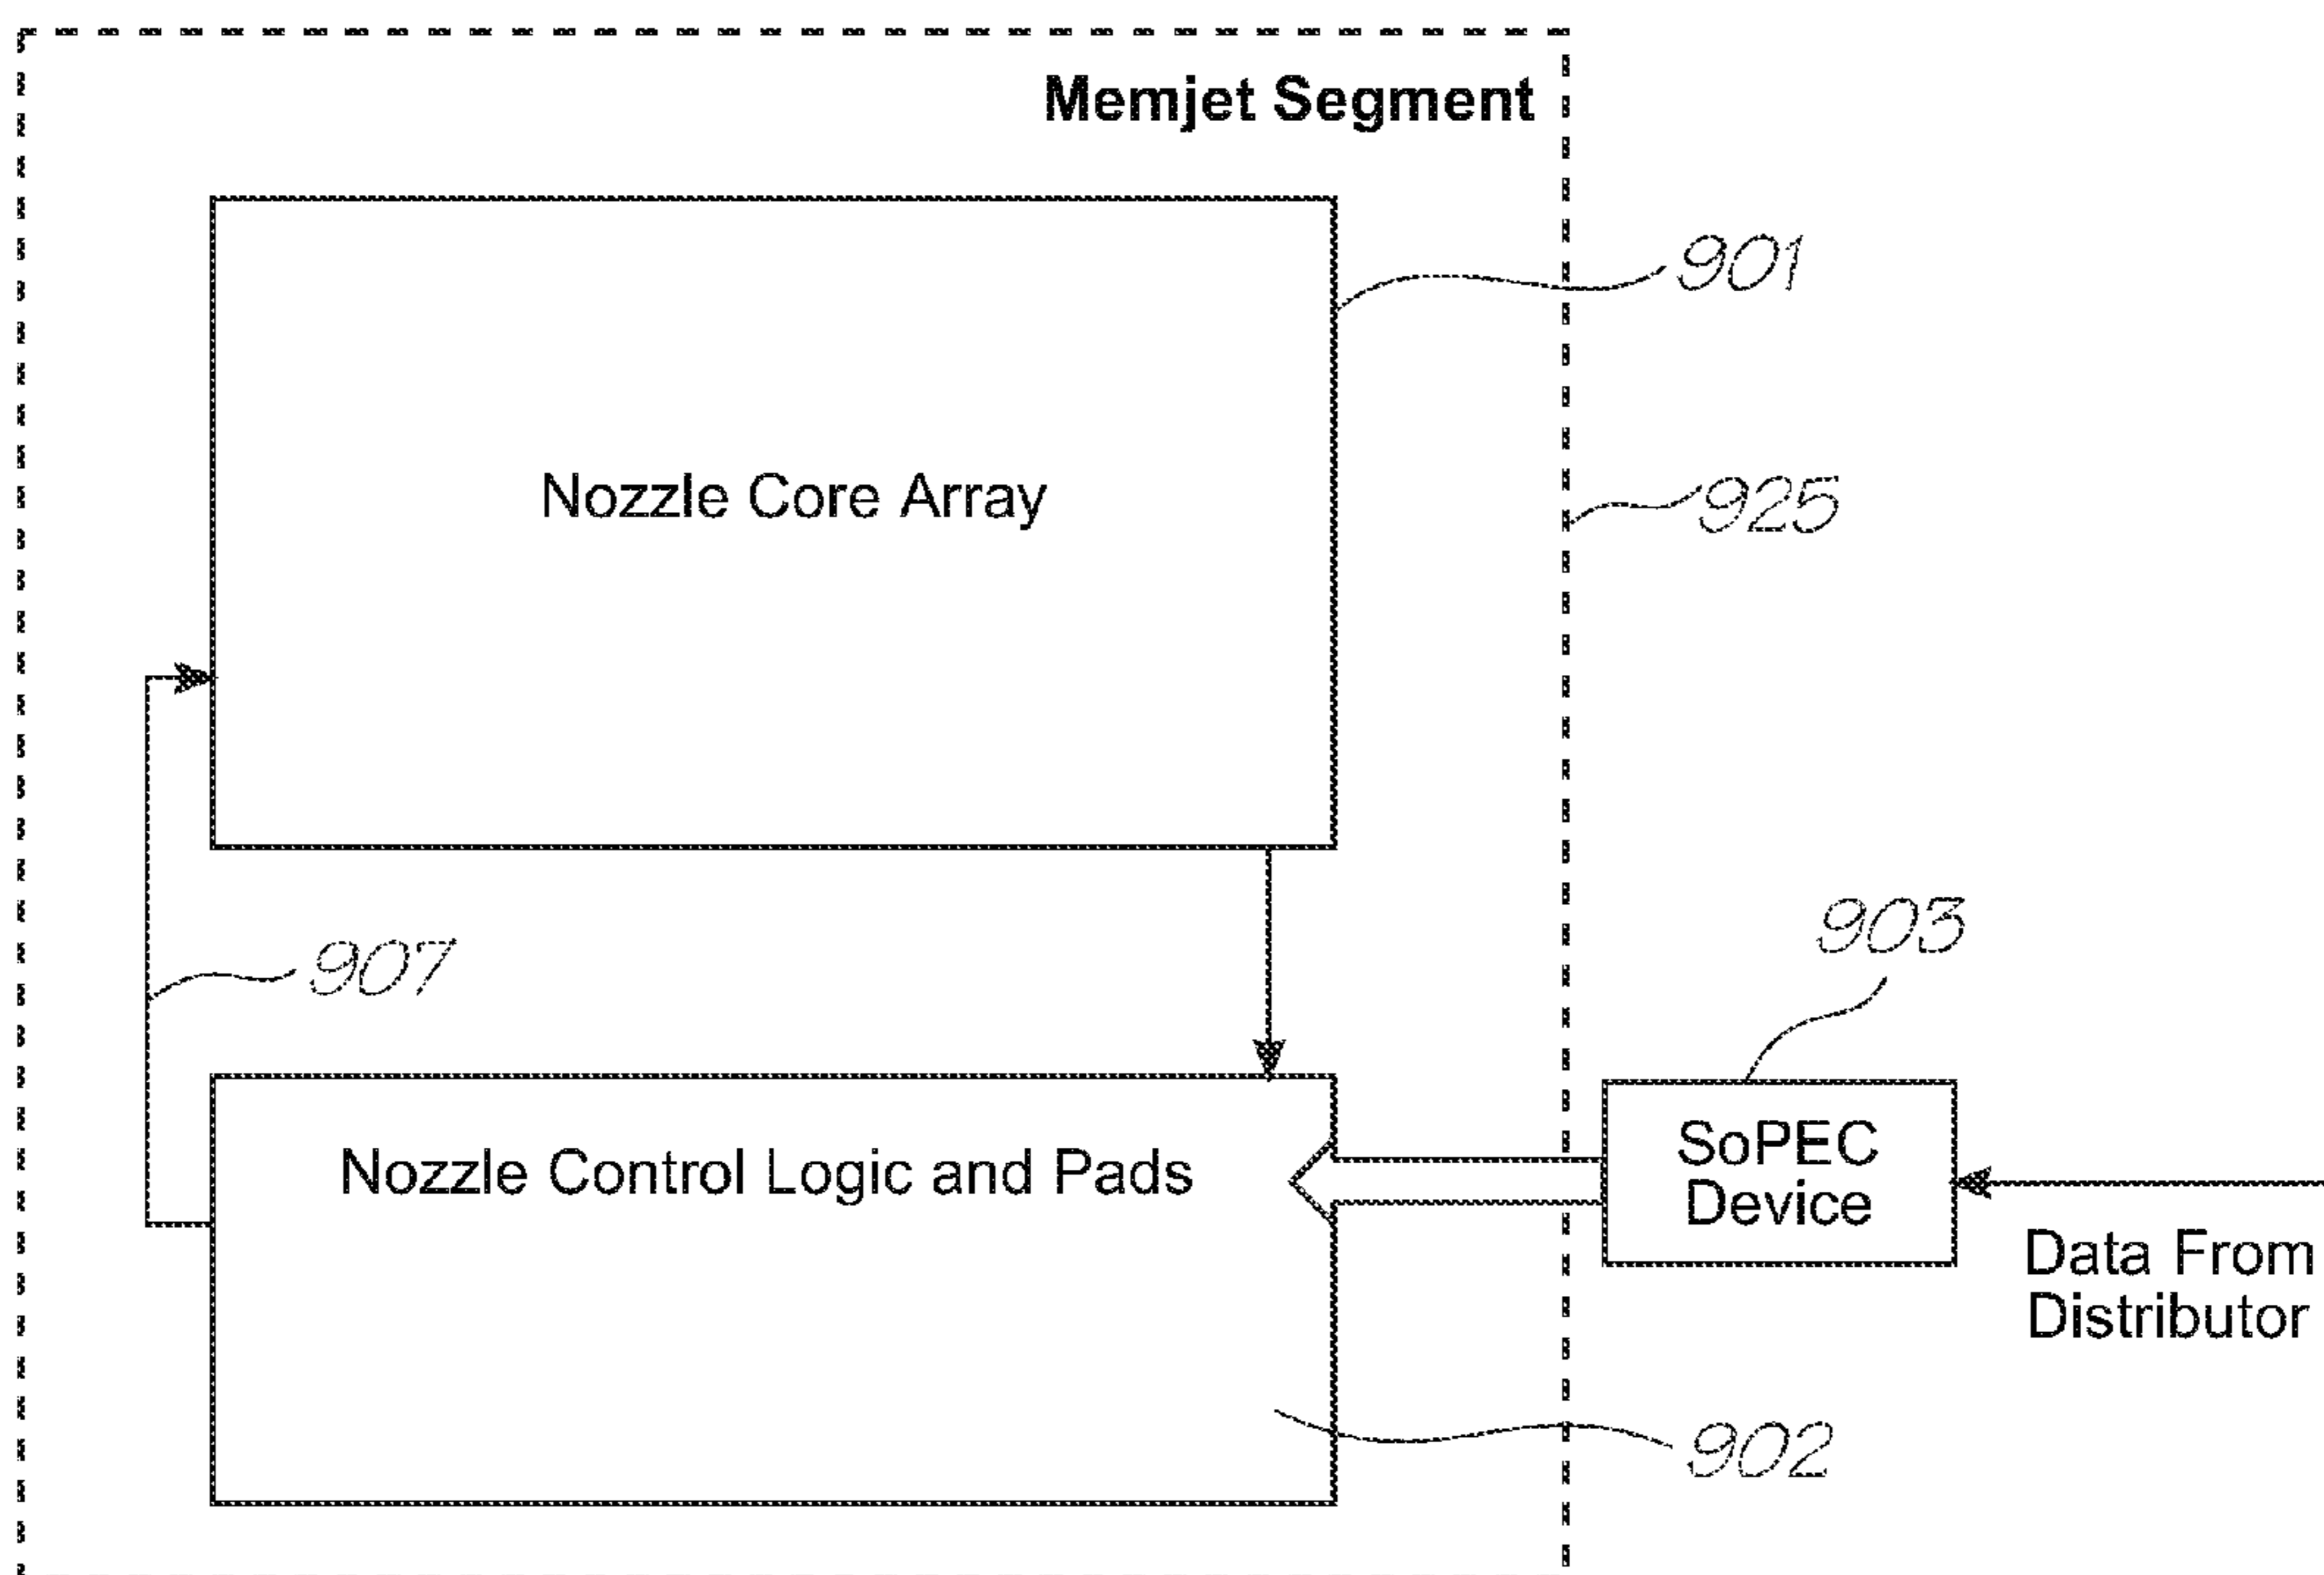 Memjet Segment
901
Nozzle Core Array
925
903
907
SoPEC
Device
Nozzle Control Logic and Pads
Data From
Distributor
902